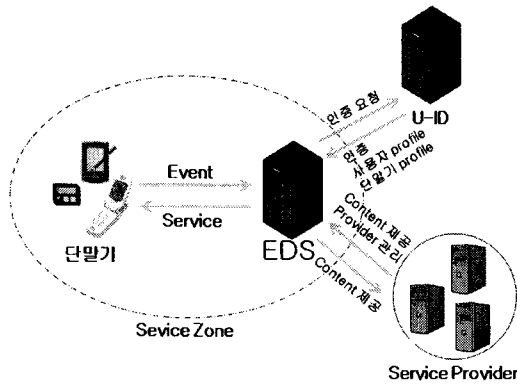 인증 요청
U-ID
인증
사용자 profile
단말기 profile
Event
Service
단말기
EDS
Content 제공
Provider 관리
Content 제공
Sevice Zone
Service Provider